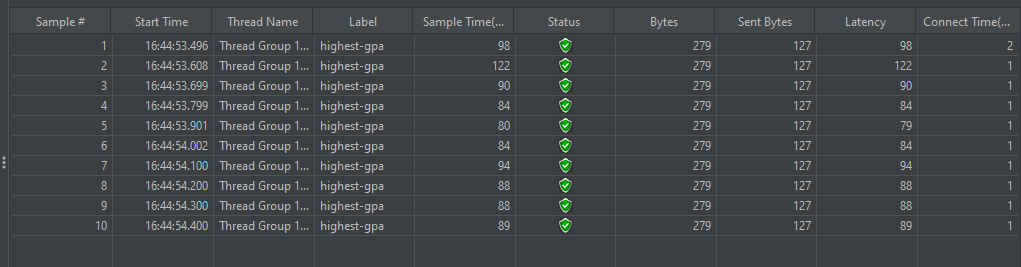 Sample # Start Time Thread Name Label Sample Time(... Status Bytes Sent Bytes Latency Connect Time(...
1 16:44:53.496 Thread Group 1... highest-gpa 98 279 127 98 2
2 16:44:53.608 Thread Group 1... highest-gpa 122 279 127 122 1
3 16:44:53.699 Thread Group 1... highest-gpa 90 279 127 90 1
4 16:44:53.799 Thread Group 1... highest-gpa 84 279 127 84 1
5 16:44:53.901 Thread Group 1... highest-gpa 80 279 127 79 1
6 16:44:54.002 Thread Group 1... highest-gpa 84 279 127 84 1
7 16:44:54.100 Thread Group 1... highest-gpa 94 279 127 94 1
8 16:44:54.200 Thread Group 1... highest-gpa 88 279 127 88 1
9 16:44:54.300 Thread Group 1... highest-gpa 88 279 127 88 1
10 16:44:54.400 Thread Group 1... highest-gpa 89 279 127 89 1